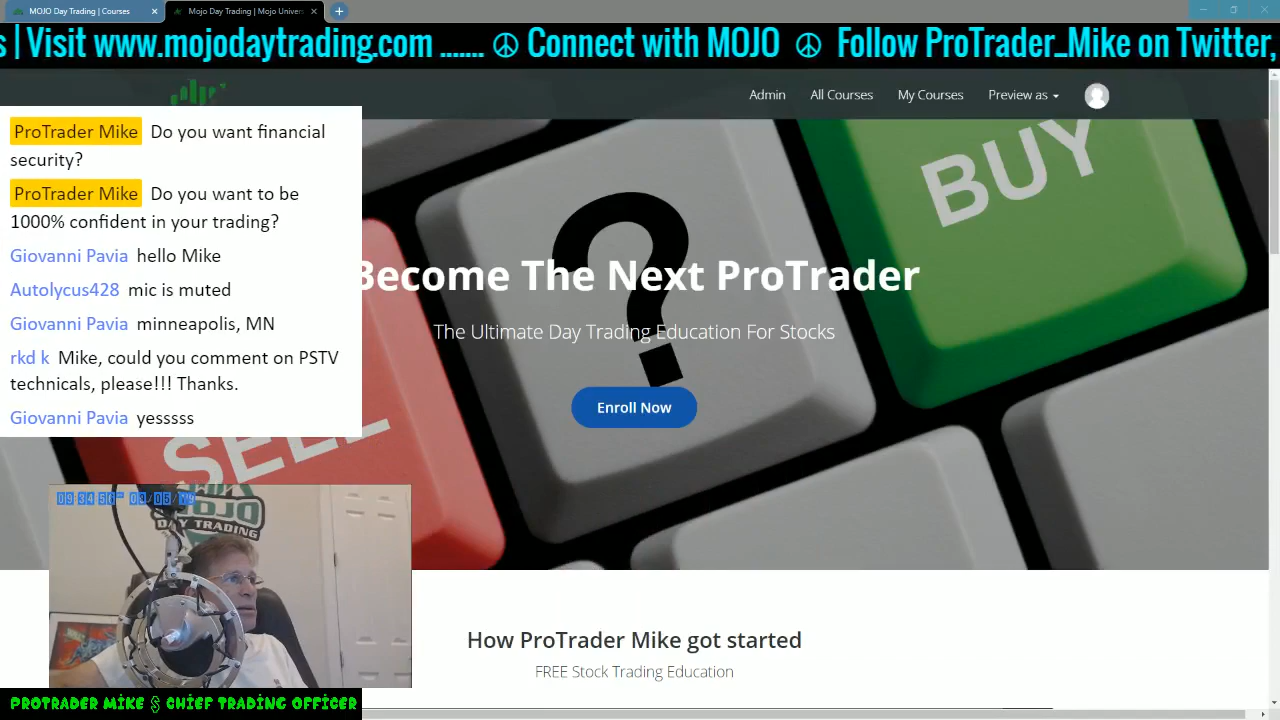 MOJO Day Trading | Courses
Mojo Day Trading | Mojo Univers
s | Visit www.mojodaytrading.com ....... ☮ Connect with MOJO ☮ Follow ProTrader_Mike on Twitter,
Admin All Courses My Courses Preview as
ProTrader Mike Do you want financial
security?
ProTrader Mike Do you want to be
1000% confident in your trading?
Giovanni Pavia hello Mike
Autolycus428 mic is muted
Giovanni Pavia minneapolis, MN
rkd k Mike, could you comment on PSTV
technicals, please!!! Thanks.
Giovanni Pavia yesssss
BUY
?
Become The Next ProTrader
The Ultimate Day Trading Education For Stocks
Enroll Now
SELL
DAY TRADING
How ProTrader Mike got started
FREE Stock Trading Education
PROTRADER MIKE $ CHIEF TRADING OFFICER